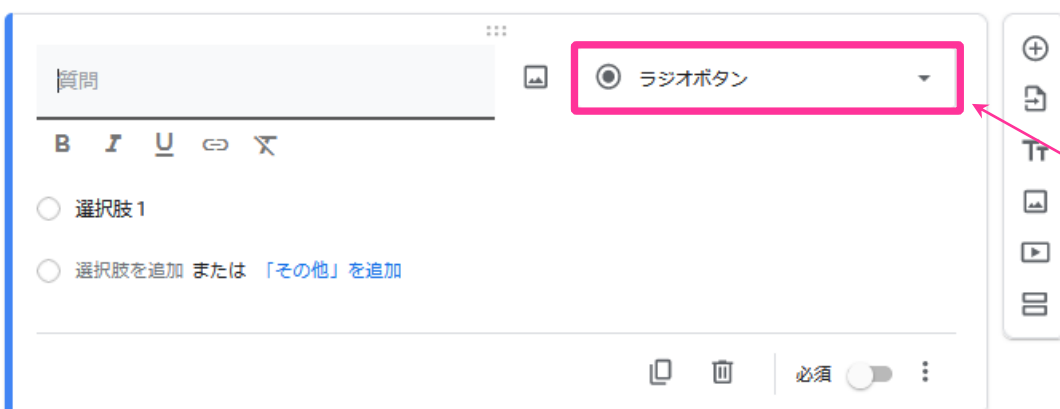 質問
ラジオボタン
B I U
Tт
選択肢 1
選択肢を追加 または 「その他」を追加
必須